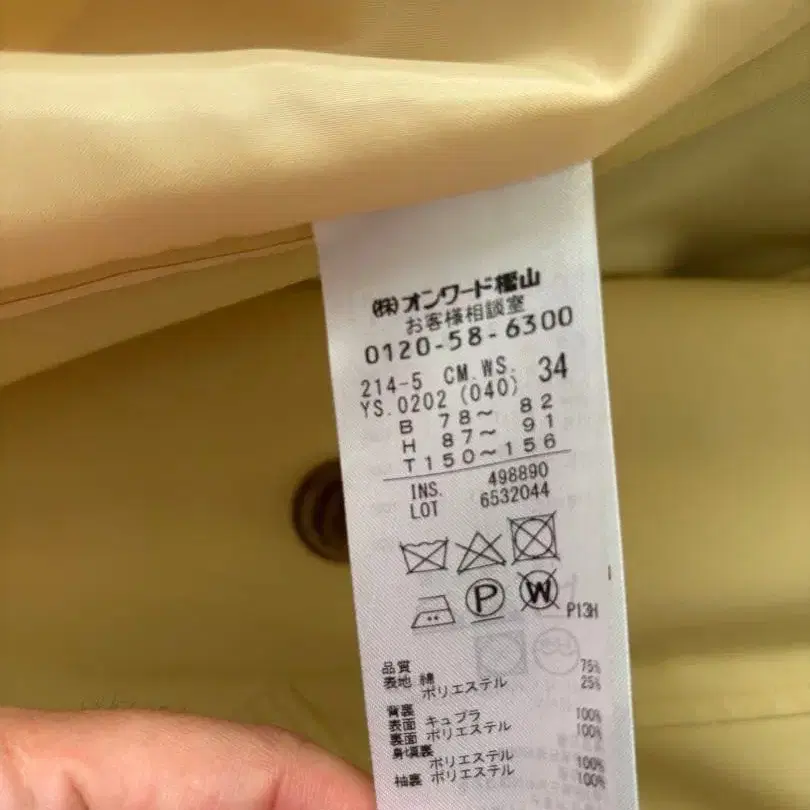 (株)オンワード樫山
お客様相談室
0120-58-6300
214-5 CM.WS. 34
YS.0202 (040)
B 78～ 82
H 87～ 91
T150～156
INS. 498890
LOT 6532044
P W P13H
品質
表地 綿 75%
ポリエステル 25%
背裏
表面 キュプラ 100%
裏面 ポリエステル 100%
身頃裏
ポリエステル 100%
袖裏 ポリエステル 100%